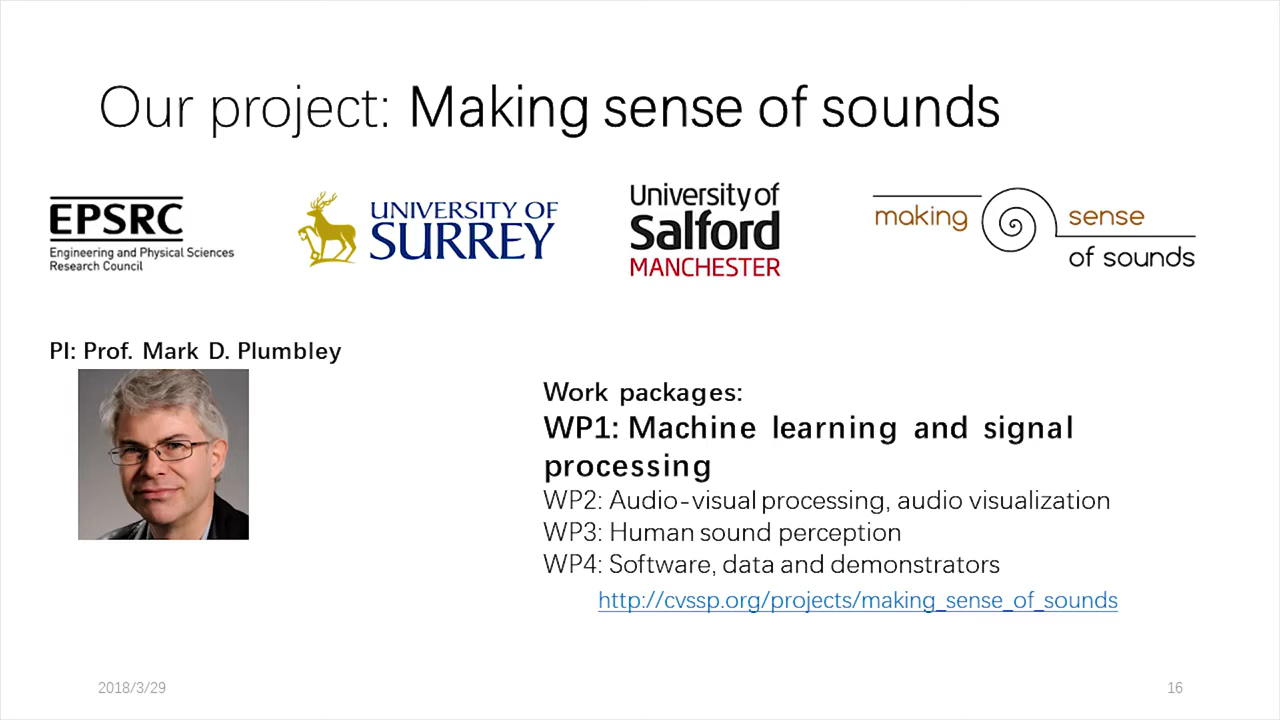 Our project: Making sense of sounds
EPSRC
Engineering and Physical Sciences
Research Council
UNIVERSITY OF
SURREY
University of
Salford
MANCHESTER
making sense
of sounds
PI: Prof. Mark D. Plumbley
Work packages:
WP1: Machine learning and signal
processing
WP2: Audio-visual processing, audio visualization
WP3: Human sound perception
WP4: Software, data and demonstrators
http://cvssp.org/projects/making_sense_of_sounds
2018/3/29
16